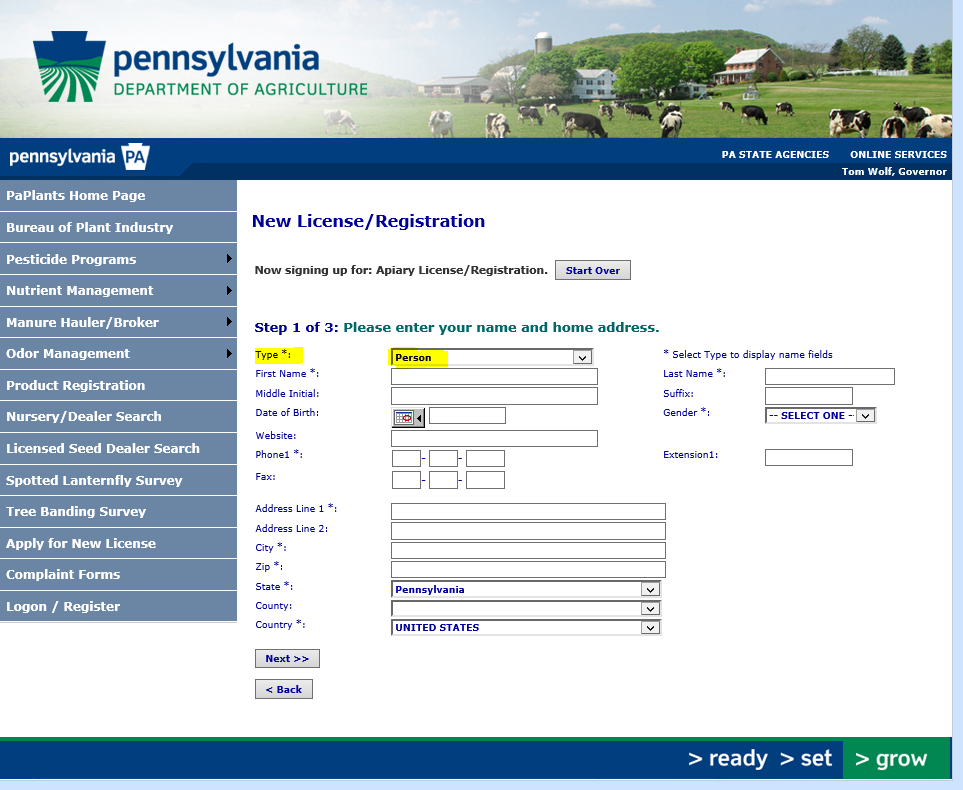 pennsylvania
DEPARTMENT OF AGRICULTURE
pennsylvania PA
PA STATE AGENCIES ONLINE SERVICES
Tom Wolf, Governor
PaPlants Home Page
Bureau of Plant Industry
Pesticide Programs
Nutrient Management
Manure Hauler/Broker
Odor Management
Product Registration
Nursery/Dealer Search
Licensed Seed Dealer Search
Spotted Lanternfly Survey
Tree Banding Survey
Apply for New License
Complaint Forms
Logon / Register
New License/Registration
Now signing up for: Apiary License/Registration. Start Over
Step 1 of 3: Please enter your name and home address.
Type *: Person * Select Type to display name fields
First Name *: Last Name *:
Middle Initial: Suffix:
Date of Birth: Gender *: -- SELECT ONE -
Website:
Phone1 *: - - Extension1:
Fax: - -
Address Line 1 *:
Address Line 2:
City *:
Zip *:
State *: Pennsylvania
County:
Country *: UNITED STATES
Next >>
< Back
> ready > set > grow